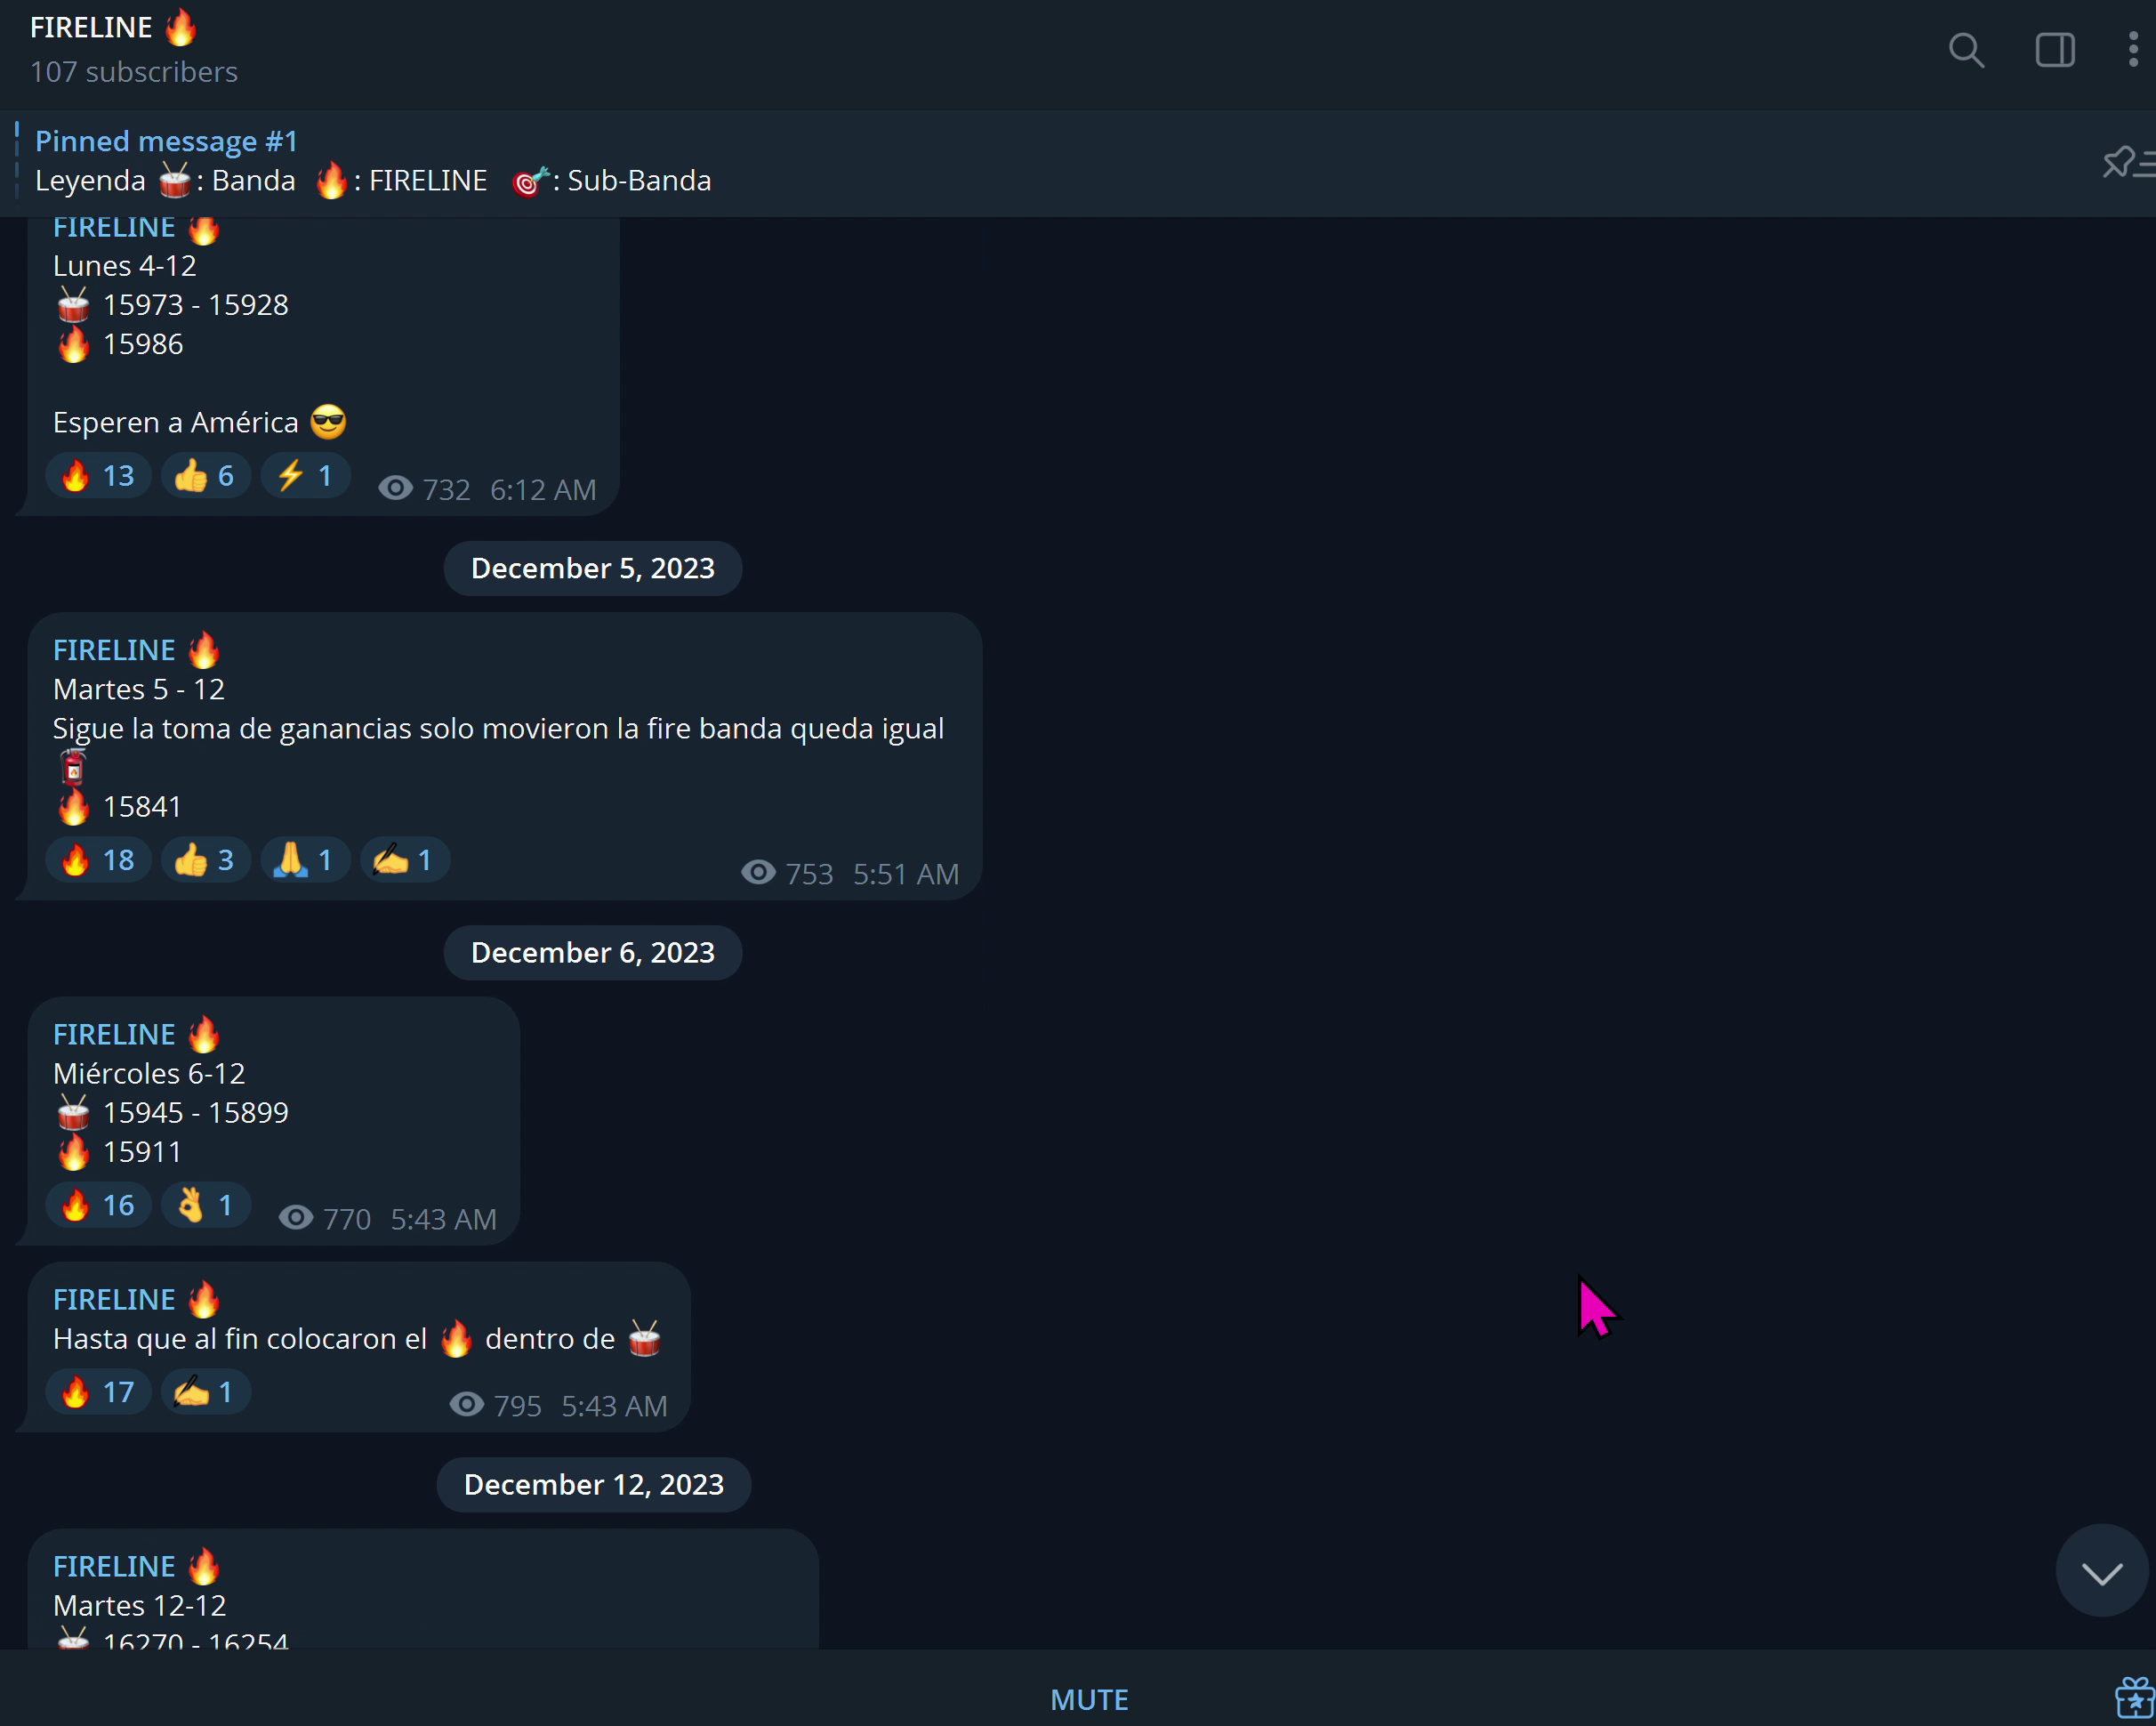 FIRELINE 🔥
107 subscribers
Pinned message #1
Leyenda 🥁: Banda 🔥: FIRELINE 🎯: Sub-Banda
FIRELINE 🔥
Lunes 4-12
🥁 15973 - 15928
🔥 15986
Esperen a América 😎
🔥 13 👍 6 ⚡ 1 732 6:12 AM
December 5, 2023
FIRELINE 🔥
Martes 5 - 12
Sigue la toma de ganancias solo movieron la fire banda queda igual
🧯
🔥 15841
🔥 18 👍 3 🙏 1 ✍ 1 753 5:51 AM
December 6, 2023
FIRELINE 🔥
Miércoles 6-12
🥁 15945 - 15899
🔥 15911
🔥 16 👌 1 770 5:43 AM
FIRELINE 🔥
Hasta que al fin colocaron el 🔥 dentro de 🥁
🔥 17 ✍ 1 795 5:43 AM
December 12, 2023
FIRELINE 🔥
Martes 12-12
🥁 16270 - 16254
MUTE